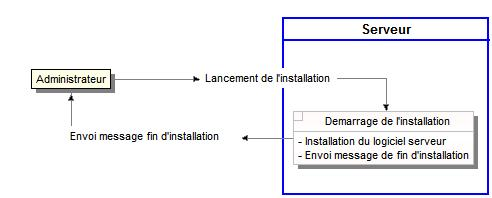 Serveur
Administrateur
Lancement de l'installation
Demarrage de l'installation
Envoi message fin d'installation
- Installation du logiciel serveur
- Envoi message de fin d'installation